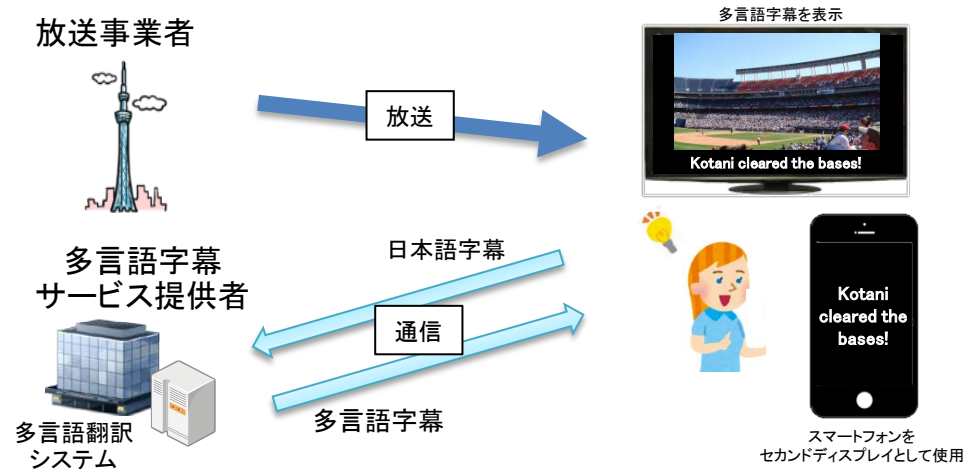 放送事業者
放送
多言語字幕を表示
Kotani cleared the bases!
多言語字幕
サービス提供者
日本語字幕
通信
多言語字幕
多言語翻訳
システム
Kotani
cleared the
bases!
スマートフォンを
セカンドディスプレイとして使用